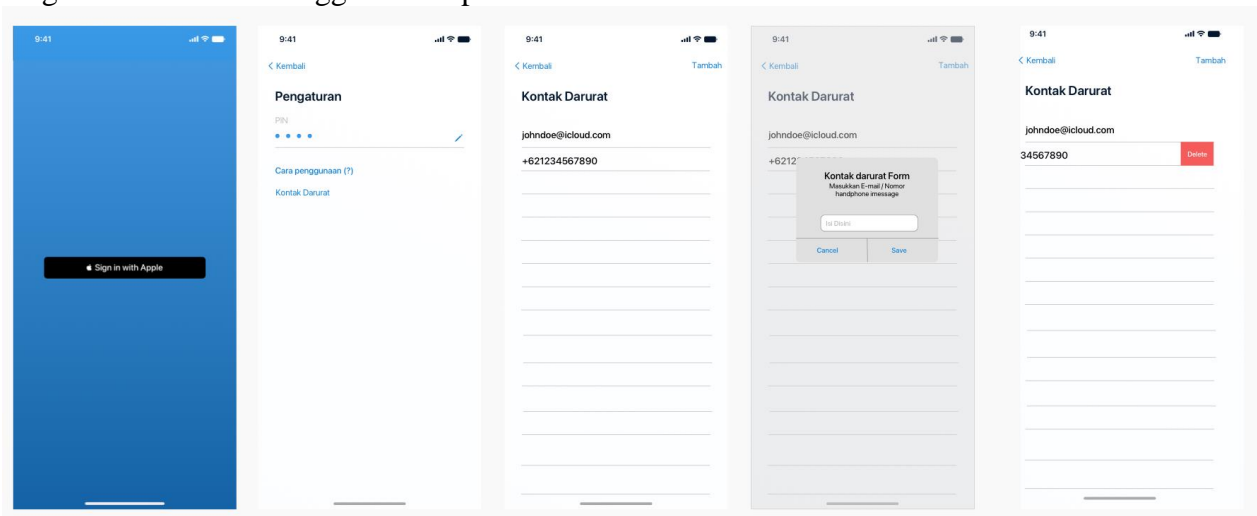 9:41
Sign in with Apple
9:41
Kembali
Pengaturan
PIN
Cara penggunaan (?)
Kontak Darurat
9:41
Kembali
Tambah
Kontak Darurat
johndoe@icloud.com
+621234567890
9:41
Kembali
Tambah
Kontak Darurat
johndoe@icloud.com
+6212
Kontak darurat Form
Masukkan E-mail / Nomor
handphone imessage
Isi Disini
Cancel
Save
9:41
Kembali
Tambah
Kontak Darurat
johndoe@icloud.com
34567890
Delete